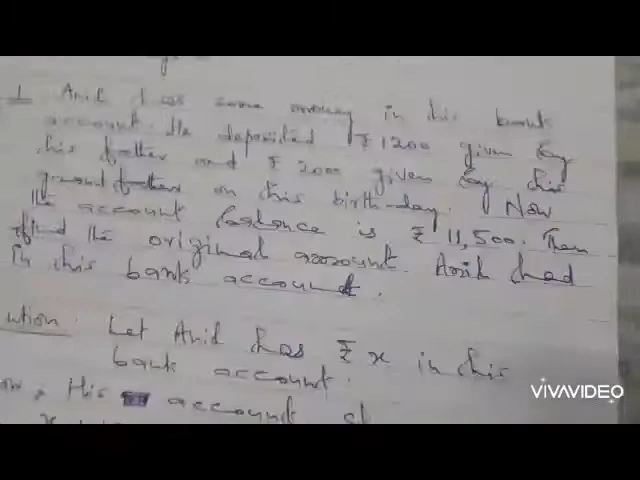 1 Anil has some money in his bank
account. He deposited ₹ 1200 given by
his father and ₹ 2000 given by his
grandfather on his birth-day. Now
the account balance is ₹ 11,500. Then
find the original amount Anil had
in his bank account.
ution: Let Anil has ₹ x in his
bank account.
His account
x
VIVAVIDEO